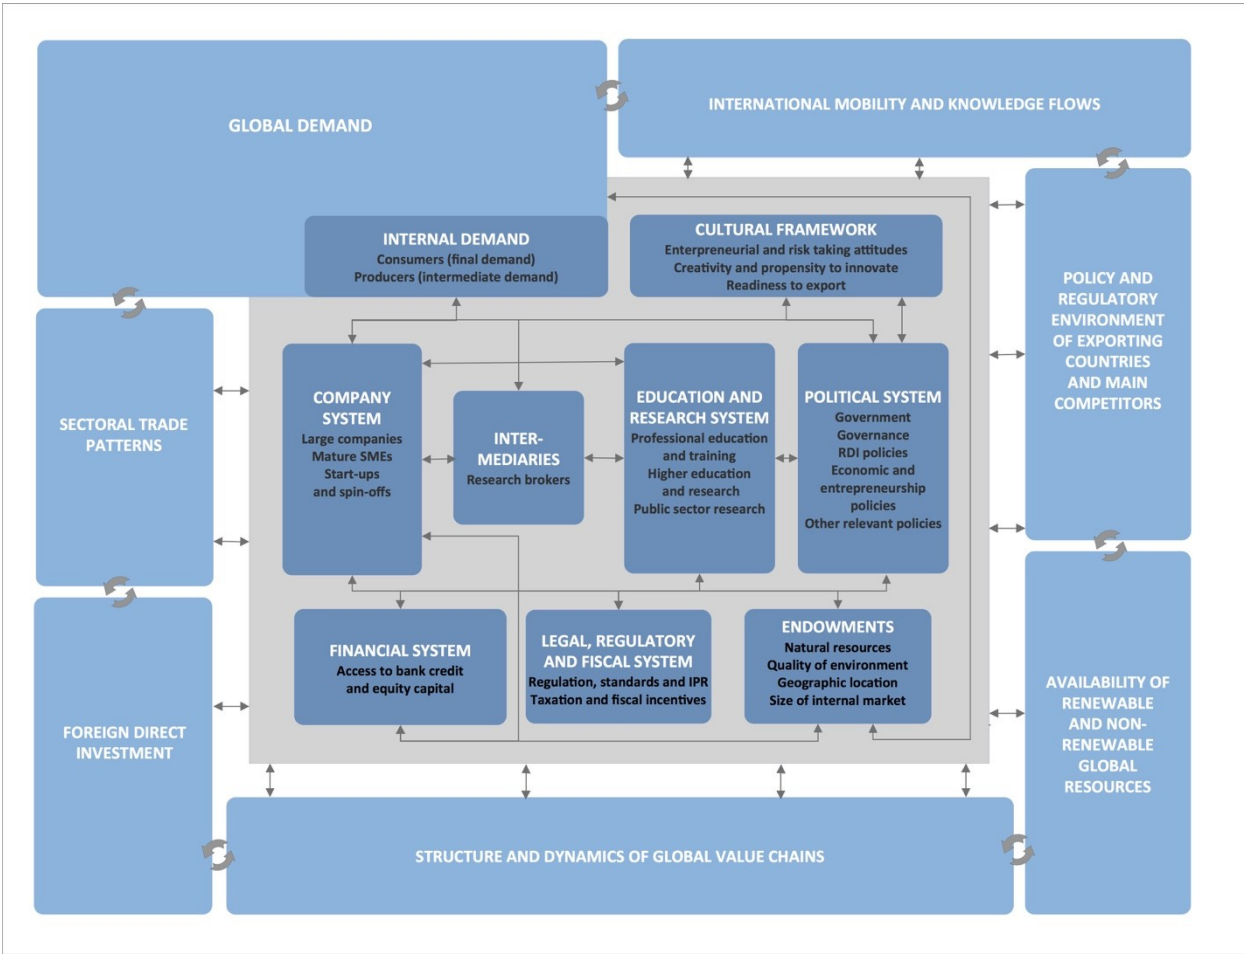 GLOBAL DEMAND
INTERNATIONAL MOBILITY AND KNOWLEDGE FLOWS
INTERNAL DEMAND
Consumers (final demand)
Producers (intermediate demand)
CULTURAL FRAMEWORK
Enterpreneurial and risk taking attitudes
Creativity and propensity to innovate
Readiness to export
POLICY AND
REGULATORY
ENVIRONMENT
OF EXPORTING
COUNTRIES
AND MAIN
COMPETITORS
SECTORAL TRADE
PATTERNS
COMPANY
SYSTEM
Large companies
Mature SMEs
Start-ups
and spin-offs
INTER-
MEDIARIES
Research brokers
EDUCATION AND
RESEARCH SYSTEM
Professional education
and training
Higher education
and research
Public sector research
POLITICAL SYSTEM
Government
Governance
RDI policies
Economic and
entrepreneurship
policies
Other relevant policies
FINANCIAL SYSTEM
Access to bank credit
and equity capital
LEGAL, REGULATORY
AND FISCAL SYSTEM
Regulation, standards and IPR
Taxation and fiscal incentives
ENDOWMENTS
Natural resources
Quality of environment
Geographic location
Size of internal market
FOREIGN DIRECT
INVESTMENT
AVAILABILITY OF
RENEWABLE
AND NON-
RENEWABLE
GLOBAL
RESOURCES
STRUCTURE AND DYNAMICS OF GLOBAL VALUE CHAINS